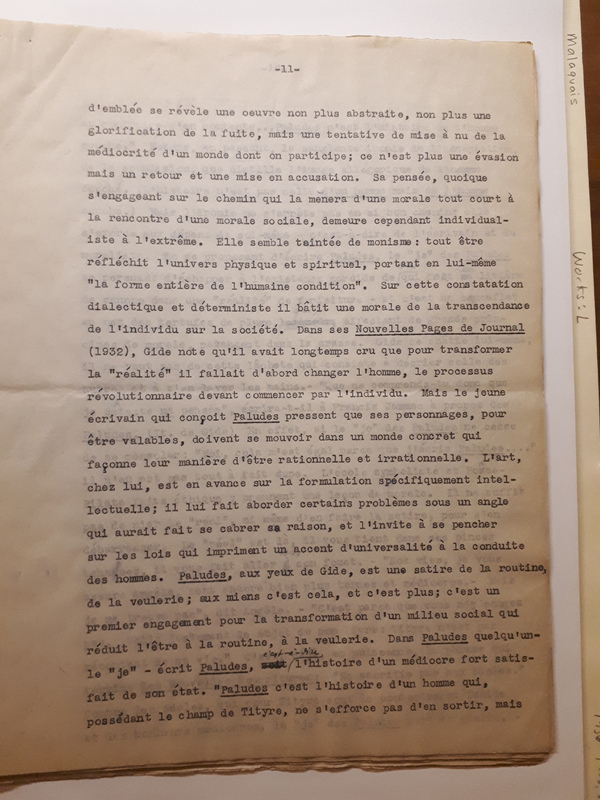 -11-
d'emblée se révèle une oeuvre non plus abstraite, non plus une
glorification de la fuite, mais une tentative de mise à nu de la
médiocrité d'un monde dont on participe; ce n'est plus une évasion
mais un retour et une mise en accusation. Sa pensée, quoique
s'engageant sur le chemin qui la mènera d'une morale tout court à
la rencontre d'une morale sociale, demeure cependant individual-
iste à l'extrême. Elle semble teintée de monisme: tout être
réfléchit l'univers physique et spirituel, portant en lui-même
"la forme entière de l'humaine condition". Sur cette constatation
dialectique et déterministe il bâtit une morale de la transcendance
de l'individu sur la société. Dans ses Nouvelles Pages de Journal
(1932), Gide note qu'il avait longtemps cru que pour transformer
la "réalité" il fallait d'abord changer l'homme, le processus
révolutionnaire devant commencer par l'individu. Mais le jeune
écrivain qui conçoit Paludes pressent que ses personnages, pour
être valables, doivent se mouvoir dans un monde concret qui
façonne leur manière d'être rationnelle et irrationnelle. L'art,
chez lui, est en avance sur la formulation spécifiquement intel-
lectuelle; il lui fait aborder certains problèmes sous un angle
qui aurait fait se cabrer sa raison, et l'invite à se pencher
sur les lois qui impriment un accent d'universalité à la conduite
des hommes. Paludes, aux yeux de Gide, est une satire de la routine,
de la veulerie; aux miens c'est cela, et c'est plus; c'est un
premier engagement pour la transformation d'un milieu social qui
réduit l'être à la routine, à la veulerie. Dans Paludes quelqu'un-
c'est-à-dire
le "je" - écrit Paludes, soit l'histoire d'un médiocre fort satis-
fait de son état. "Paludes c'est l'histoire d'un homme qui,
possédant le champ de Tityre, ne s'efforce pas d'en sortir, mais
Malaquais
Works: L